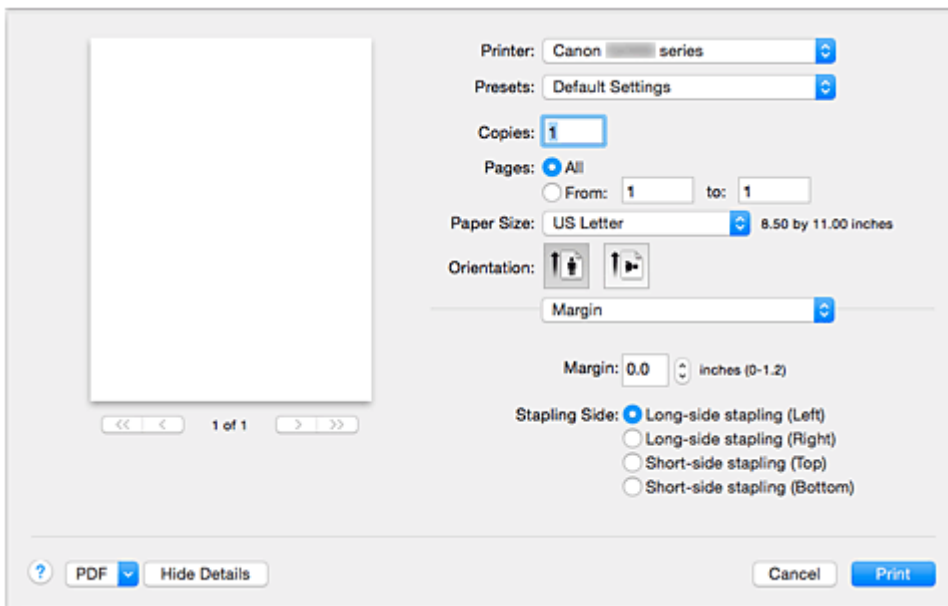 Printer: Canon series
Presets: Default Settings
Copies: 1
Pages: All
From: 1 to: 1
Paper Size: US Letter 8.50 by 11.00 inches
Orientation:
Margin
Margin: 0.0 inches (0-1.2)
Stapling Side: Long-side stapling (Left)
Long-side stapling (Right)
Short-side stapling (Top)
Short-side stapling (Bottom)
<< < 1 of 1 > >>
? PDF Hide Details Cancel Print